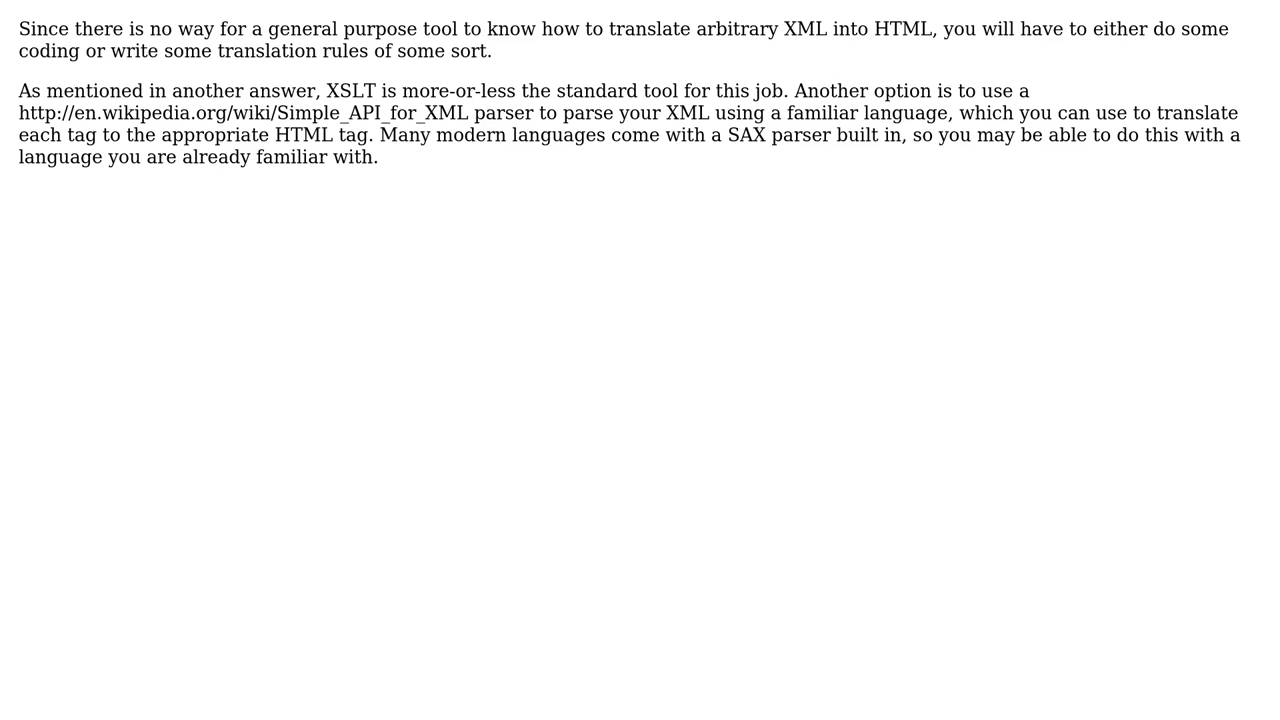 Since there is no way for a general purpose tool to know how to translate arbitrary XML into HTML, you will have to either do some
coding or write some translation rules of some sort.
As mentioned in another answer, XSLT is more-or-less the standard tool for this job. Another option is to use a
http://en.wikipedia.org/wiki/Simple_API_for_XML parser to parse your XML using a familiar language, which you can use to translate
each tag to the appropriate HTML tag. Many modern languages come with a SAX parser built in, so you may be able to do this with a
language you are already familiar with.